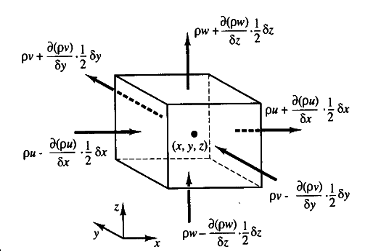 ρw + ∂(ρw)/δz · 1/2 δz
ρv + ∂(ρv)/δy · 1/2 δy
ρu + ∂(ρu)/δx · 1/2 δx
(x, y, z)
ρu - ∂(ρu)/δx · 1/2 δx
ρv - ∂(ρv)/δy · 1/2 δy
ρw - ∂(ρw)/δz · 1/2 δz
z
y
x